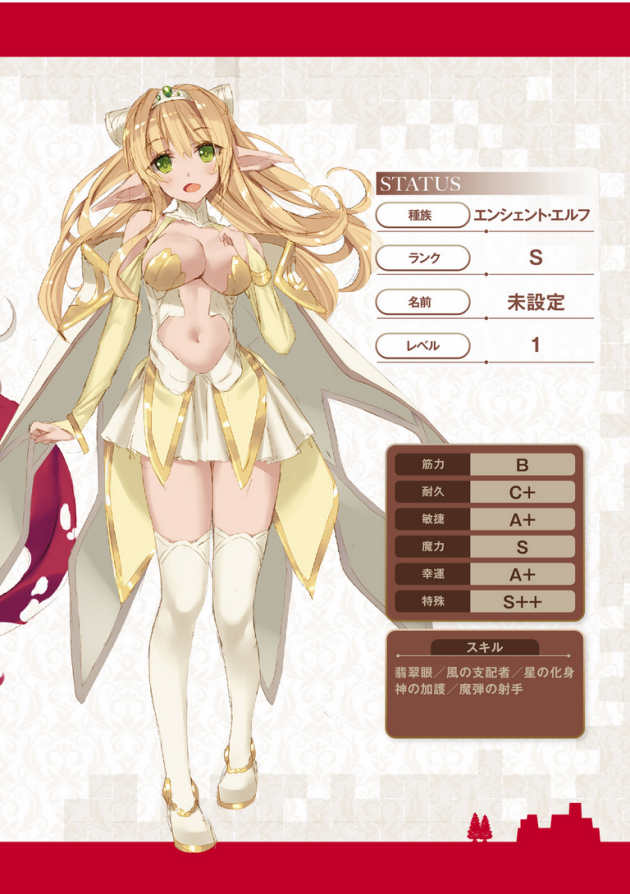 STATUS
種族 エンシェント・エルフ
ランク S
名前 未設定
レベル 1
筋力 B
耐久 C+
敏捷 A+
魔力 S
幸運 A+
特殊 S++
スキル
翡翠眼／風の支配者／星の化身
神の加護／魔弾の射手